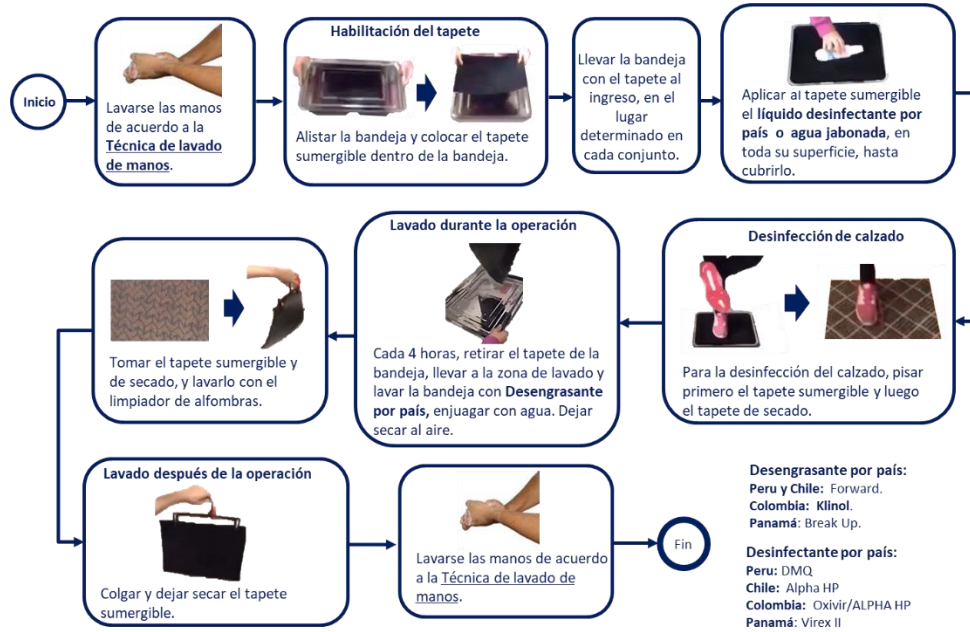 Inicio
Lavarse las manos
de acuerdo a la
Técnica de lavado
de manos.
Habilitación del tapete
Alistar la bandeja y colocar el tapete
sumergible dentro de la bandeja.
Llevar la bandeja
con el tapete al
ingreso, en el
lugar
determinado en
cada conjunto.
Aplicar al tapete sumergible
el líquido desinfectante por
país o agua jabonada, en
toda su superficie, hasta
cubrirlo.
Desinfección de calzado
Para la desinfección del calzado, pisar
primero el tapete sumergible y luego
el tapete de secado.
Lavado durante la operación
Cada 4 horas, retirar el tapete de la
bandeja, llevar a la zona de lavado y
lavar la bandeja con Desengrasante
por país, enjuagar con agua. Dejar
secar al aire.
Tomar el tapete sumergible y
de secado, y lavarlo con el
limpiador de alfombras.
Lavado después de la operación
Colgar y dejar secar el tapete
sumergible.
Lavarse las manos de acuerdo
a la Técnica de lavado de
manos.
Fin
Desengrasante por país:
Peru y Chile: Forward.
Colombia: Klinol.
Panamá: Break Up.
Desinfectante por país:
Peru: DMQ
Chile: Alpha HP
Colombia: Oxivir/ALPHA HP
Panamá: Virex II